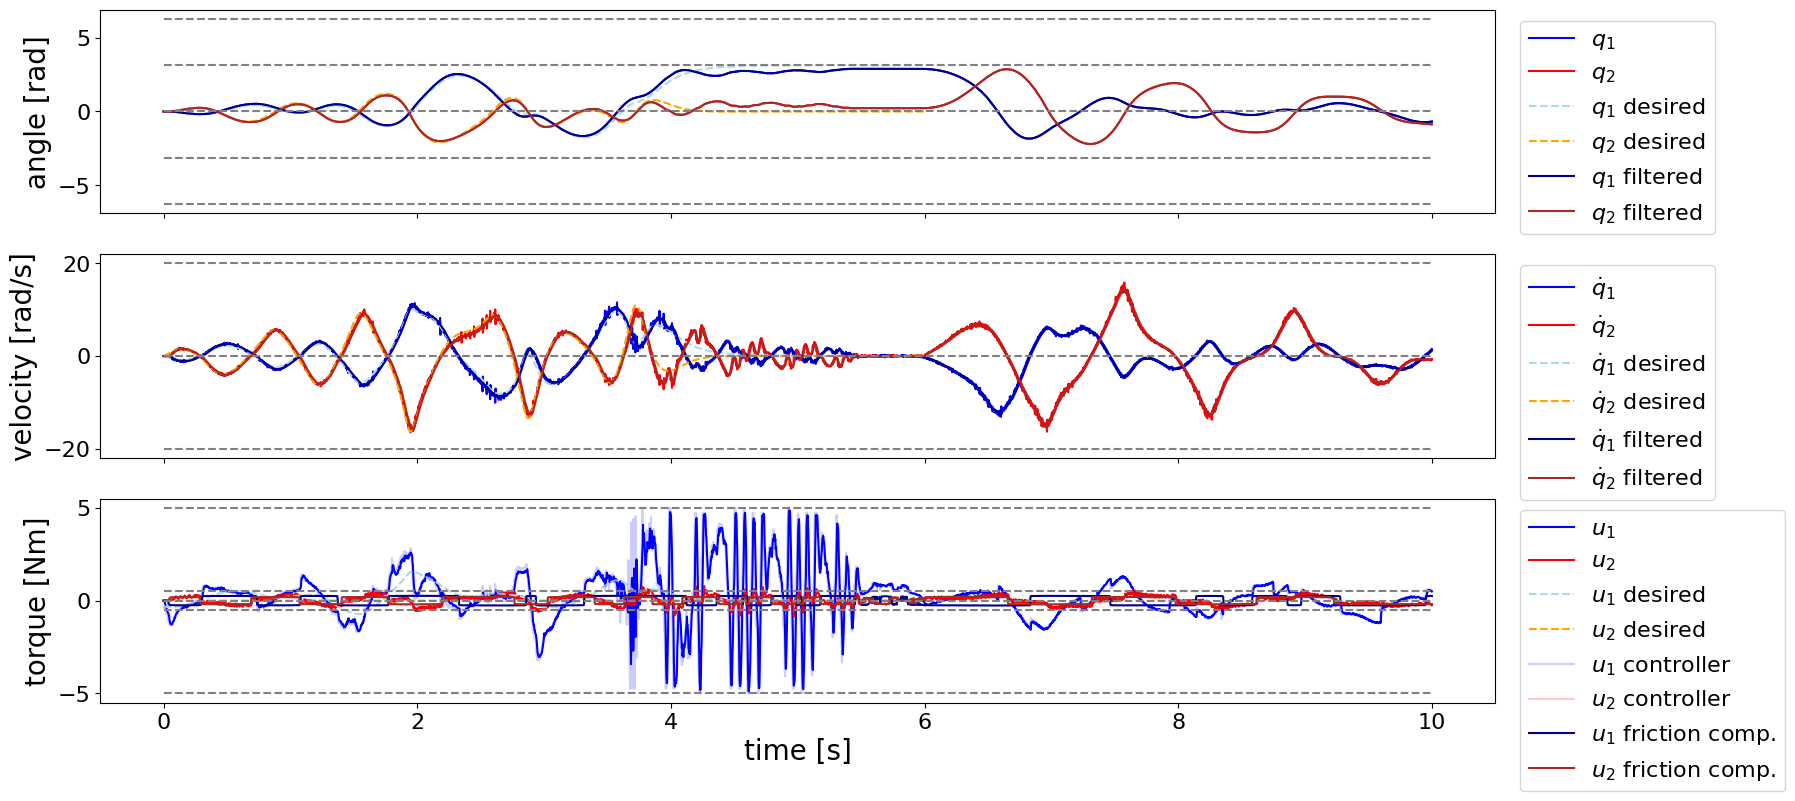 angle [rad]
5
0
−5
q₁
q₂
q₁ desired
q₂ desired
q₁ filtered
q₂ filtered
velocity [rad/s]
20
0
−20
q̇₁
q̇₂
q̇₁ desired
q̇₂ desired
q̇₁ filtered
q̇₂ filtered
torque [Nm]
5
0
−5
0 2 4 6 8 10
time [s]
u₁
u₂
u₁ desired
u₂ desired
u₁ controller
u₂ controller
u₁ friction comp.
u₂ friction comp.